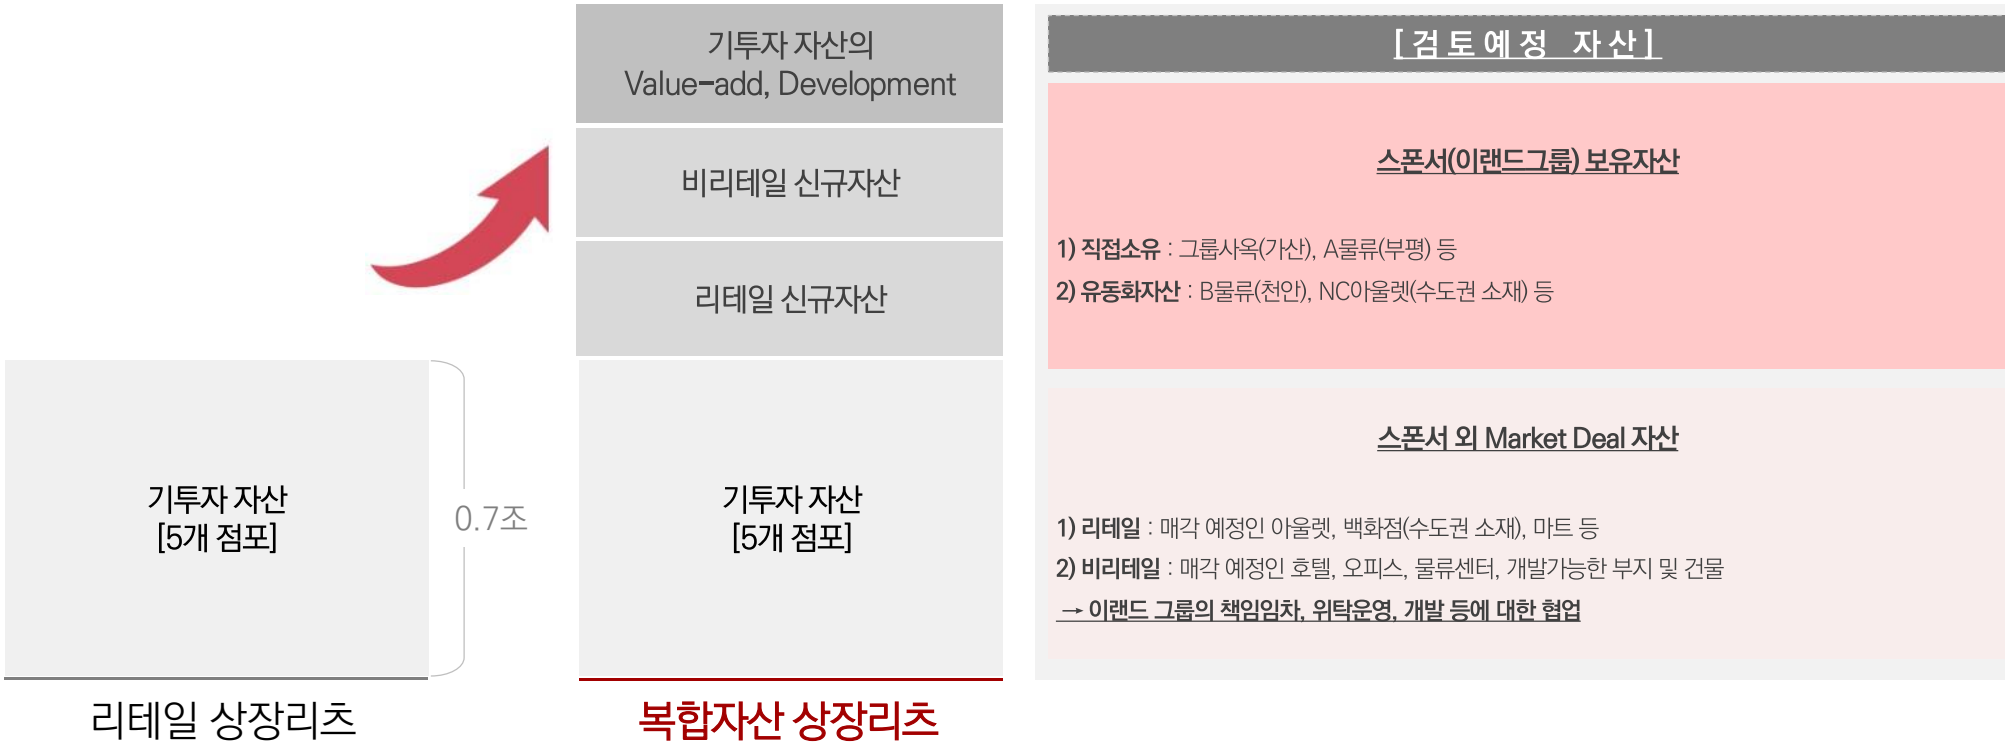 기투자 자산
[5개 점포]
0.7조
리테일 상장리츠
기투자 자산의
Value-add, Development
비리테일 신규자산
리테일 신규자산
기투자 자산
[5개 점포]
복합자산 상장리츠
[검토예정 자산]
스폰서(이랜드그룹) 보유자산
1) 직접소유 : 그룹사옥(가산), A물류(부평) 등
2) 유동화자산 : B물류(천안), NC아울렛(수도권 소재) 등
스폰서 외 Market Deal 자산
1) 리테일 : 매각 예정인 아울렛, 백화점(수도권 소재), 마트 등
2) 비리테일 : 매각 예정인 호텔, 오피스, 물류센터, 개발가능한 부지 및 건물
→ 이랜드 그룹의 책임임차, 위탁운영, 개발 등에 대한 협업